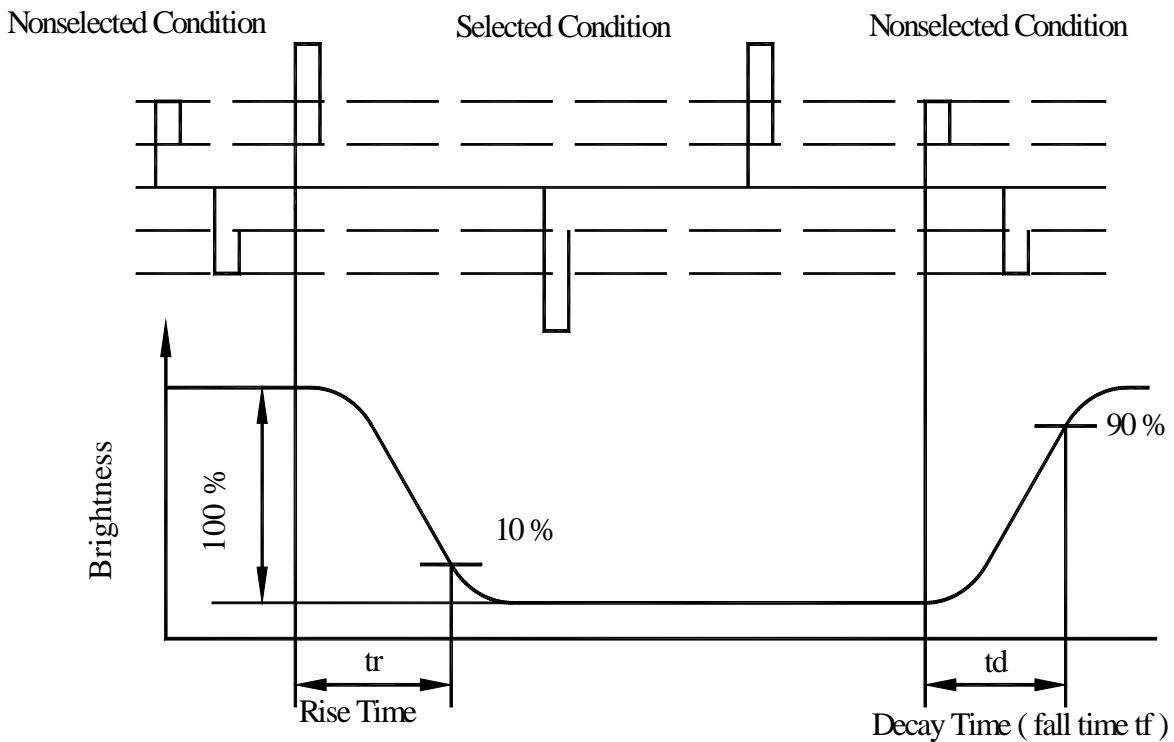 Nonselected Condition
Selected Condition
Nonselected Condition
90 %
Brightness
100 %
10 %
tr
td
Rise Time
Decay Time ( fall time tf )